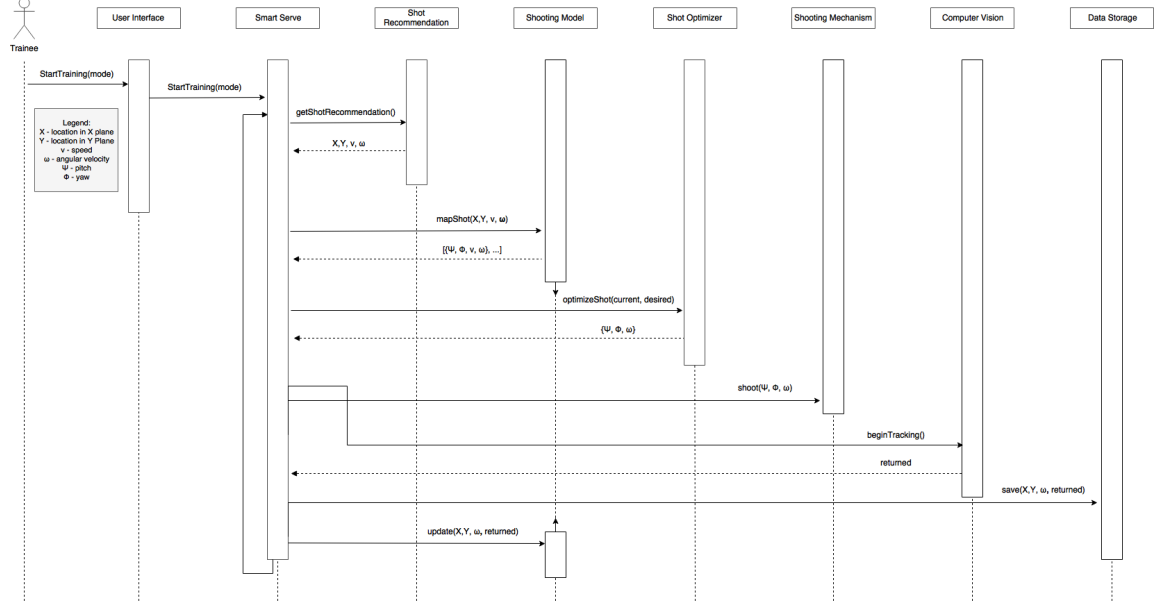 User Interface
Smart Serve
Shot
Recommendation
Shooting Model
Shot Optimizer
Shooting Mechanism
Computer Vision
Data Storage
Trainee
StartTraining(mode)
StartTraining(mode)
Legend:
X - location in X plane
Y - location in Y Plane
v - speed
ω - angular velocity
Ψ - pitch
Φ - yaw
getShotRecommendation()
X,Y, v, ω
mapShot(X,Y, v, ω)
[{Ψ, Φ, v, ω}, ...]
optimizeShot(current, desired)
{Ψ, Φ, ω}
shoot(Ψ, Φ, ω)
beginTracking()
returned
save(X,Y, ω, returned)
update(X,Y, ω, returned)